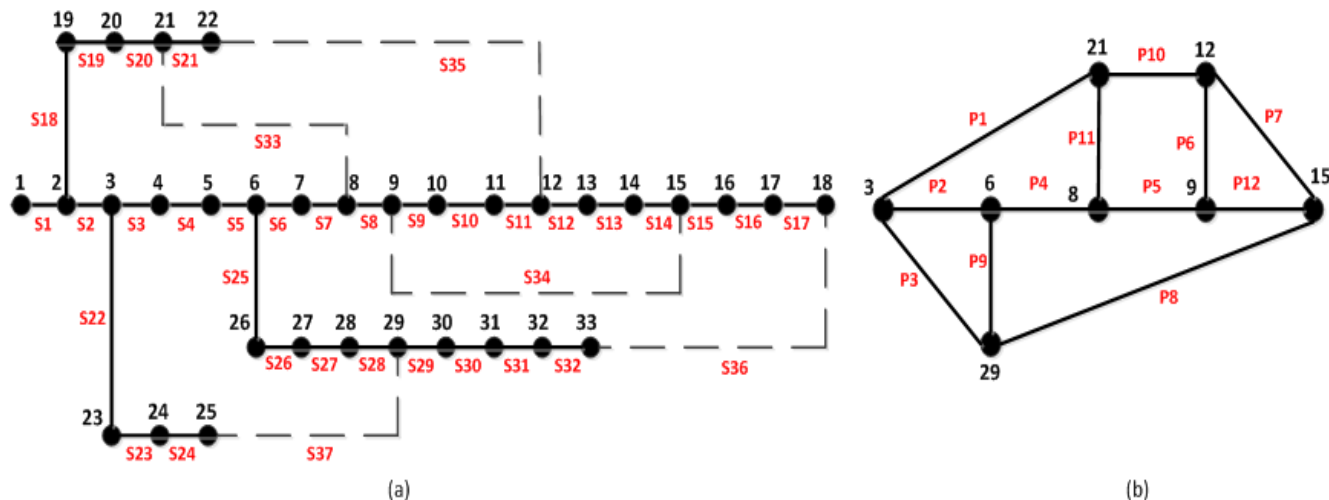 19 20 21 22
S19 S20 S21
S35
S18
S33
1 2 3 4 5 6 7 8 9 10 11 12 13 14 15 16 17 18
S1 S2 S3 S4 S5 S6 S7 S8 S9 S10 S11 S12 S13 S14 S15 S16 S17
S25
S34
S22
26 27 28 29 30 31 32 33
S26 S27 S28 S29 S30 S31 S32
S36
23 24 25
S23 S24
S37
(a)
21 12
P10
P1
P7
P11 P6
3 6 8 9 15
P2 P4 P5 P12
P9
P3
P8
29
(b)